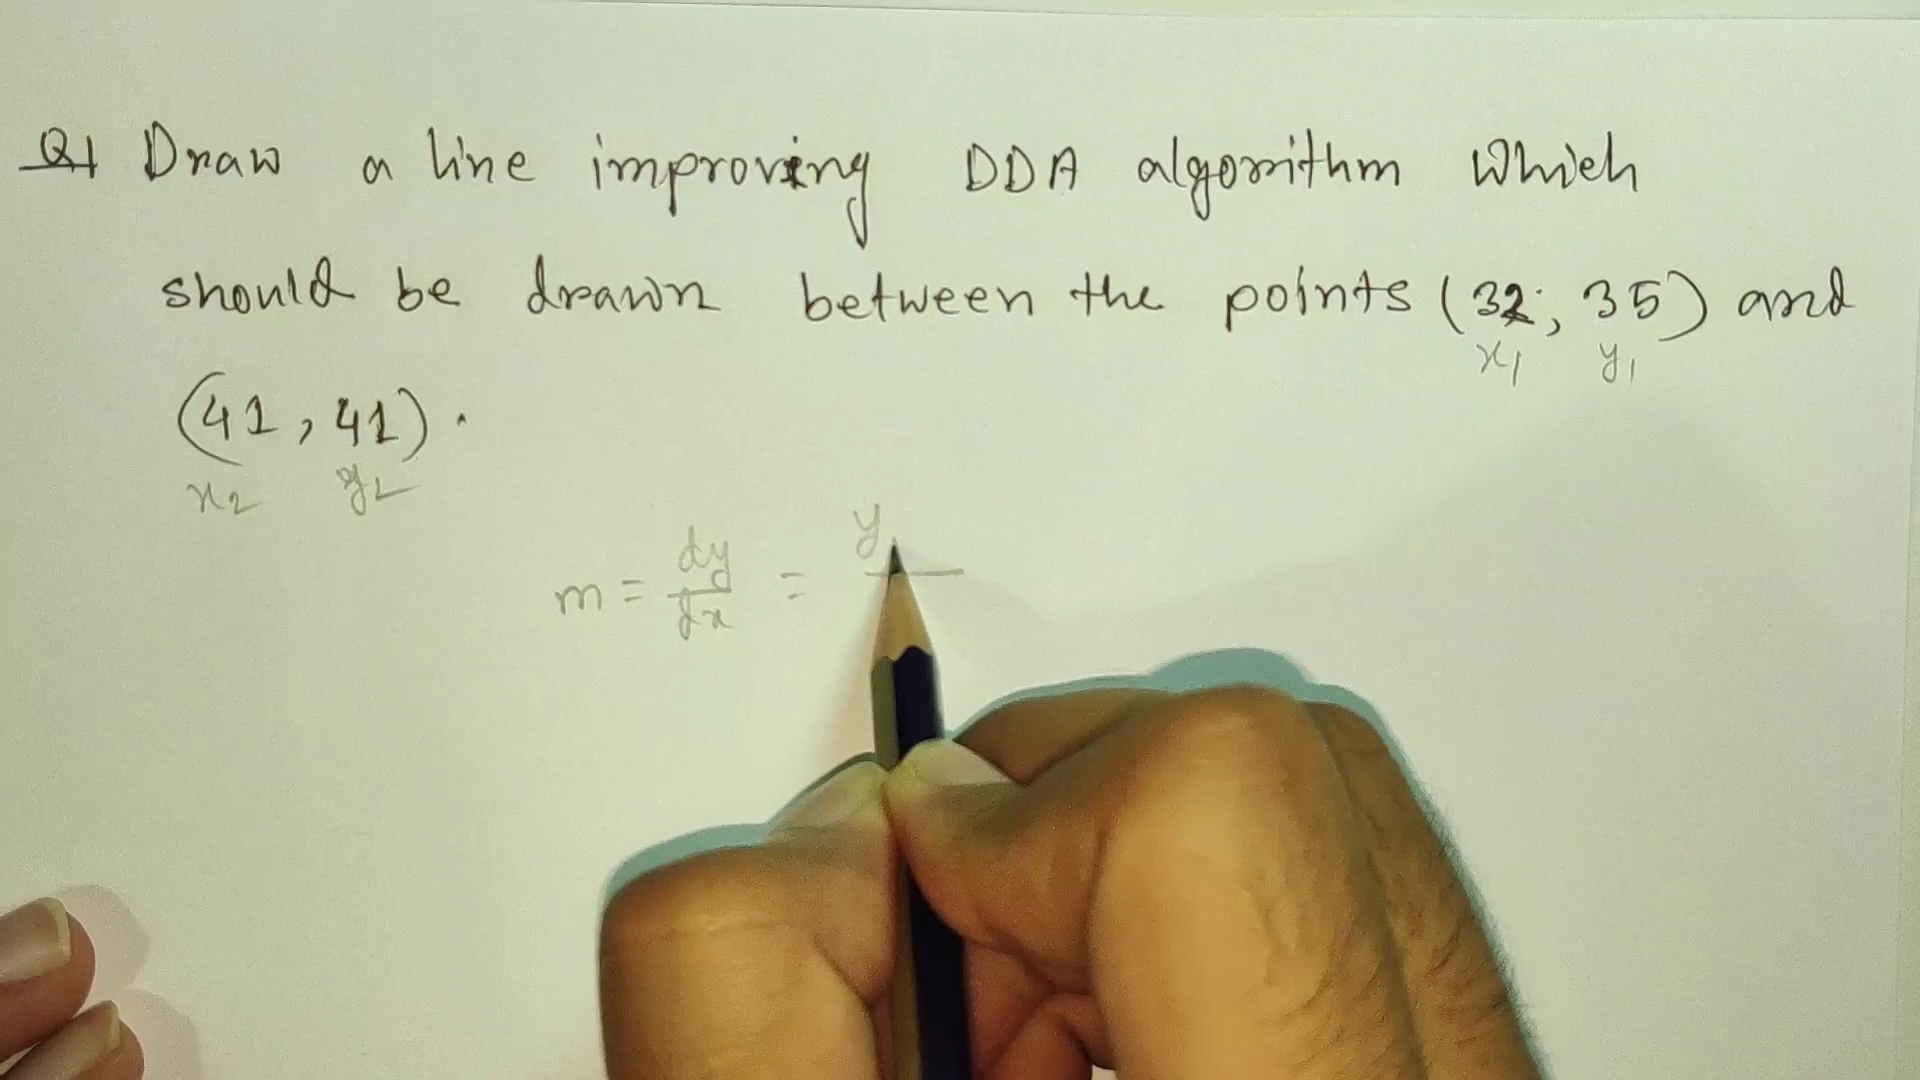 Q1 Draw a line improving DDA algorithm which
should be drawn between the points (32, 35) and
x1 y1
(41, 41).
x2 y2
m = dy/dx = y